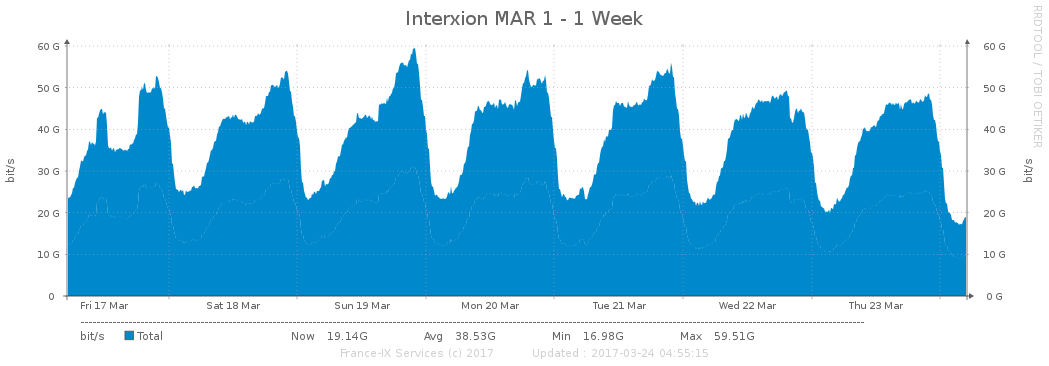 Interxion MAR 1 - 1 Week
RRDTOOL / TOBI OETIKER
60 G 60 G
50 G 50 G
40 G 40 G
30 G 30 G
20 G 20 G
10 G 10 G
0 0 G
bit/s bit/s
Fri 17 Mar Sat 18 Mar Sun 19 Mar Mon 20 Mar Tue 21 Mar Wed 22 Mar Thu 23 Mar
bit/s Total Now 19.14G Avg 38.53G Min 16.98G Max 59.51G
France-IX Services (c) 2017 Updated : 2017-03-24 04:55:15